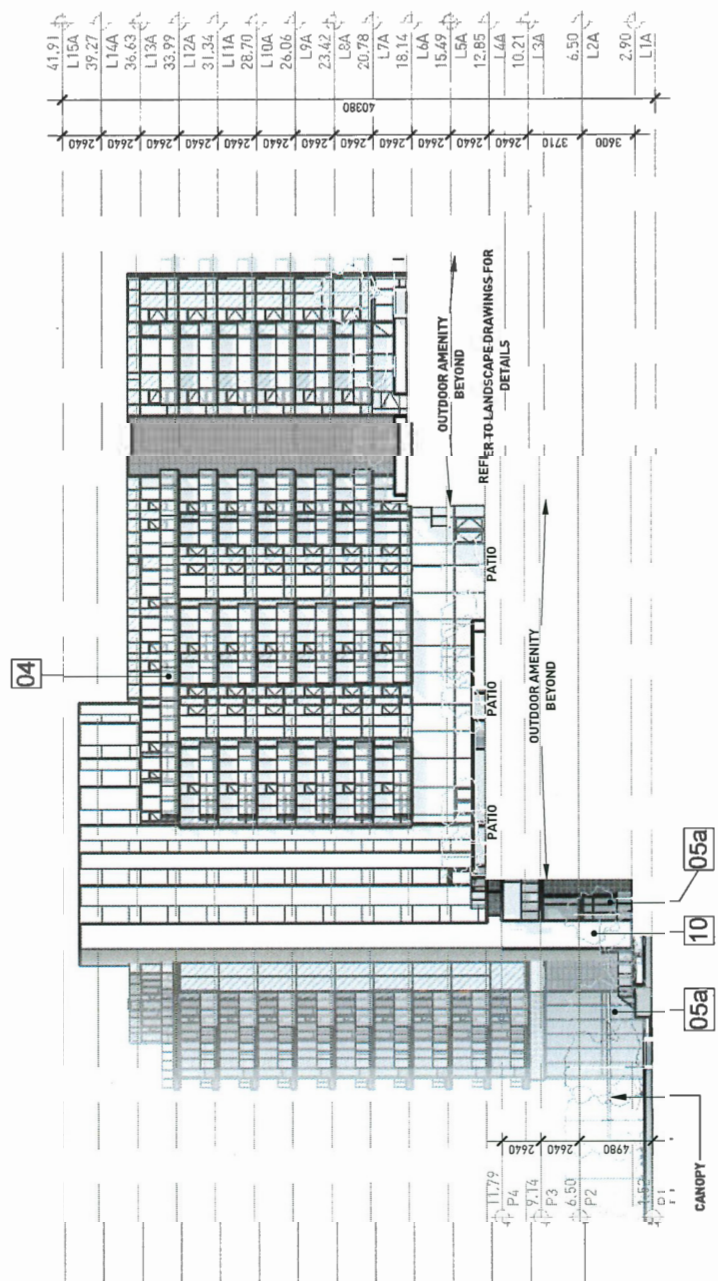 41.91
L15A
39.27
L14A
36.63
L13A
33.99
L12A
31.34
L11A
28.70
L10A
26.06
L9A
23.42
L8A
20.78
L7A
18.14
L6A
15.49
L5A
12.85
L4A
10.21
L3A
6.50
L2A
2.90
L1A
40380
2640
2640
2640
2640
2640
2640
2640
2640
2640
2640
2640
2640
3710
3600
OUTDOOR AMENITY
BEYOND
REFER TO LANDSCAPE DRAWINGS FOR
DETAILS
04
PATIO
PATIO
PATIO
OUTDOOR AMENITY
BEYOND
05a
10
05a
11.79
P4
9.14
P3
6.50
P2
1.52
2640
2640
4980
CANOPY